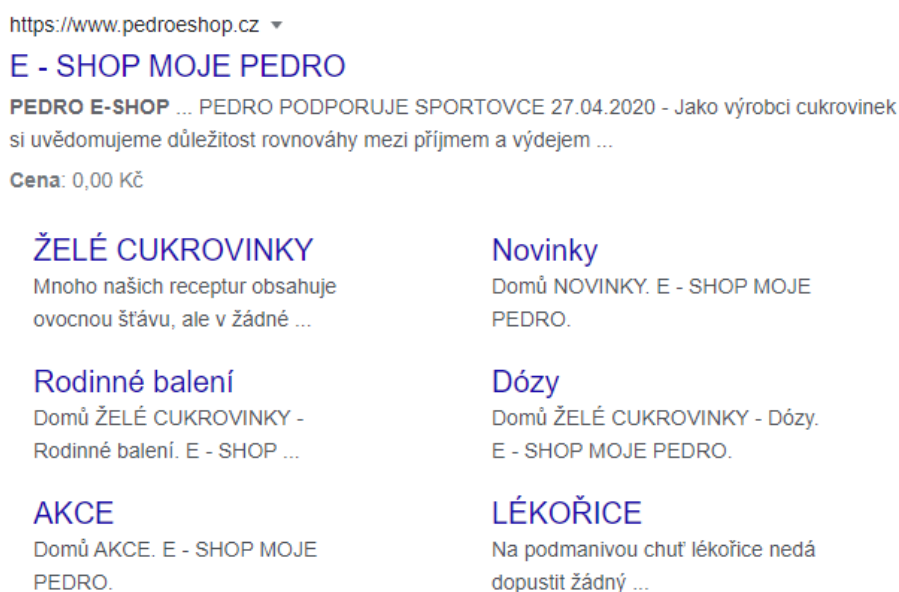 https://www.pedroeshop.cz
E - SHOP MOJE PEDRO
PEDRO E-SHOP ... PEDRO PODPORUJE SPORTOVCE 27.04.2020 - Jako výrobci cukrovinek
si uvědomujeme důležitost rovnováhy mezi příjmem a výdejem ...
Cena: 0,00 Kč
ŽELÉ CUKROVINKY
Mnoho našich receptur obsahuje
ovocnou šťávu, ale v žádné ...
Novinky
Domů NOVINKY. E - SHOP MOJE
PEDRO.
Rodinné balení
Domů ŽELÉ CUKROVINKY -
Rodinné balení. E - SHOP ...
Dózy
Domů ŽELÉ CUKROVINKY - Dózy.
E - SHOP MOJE PEDRO.
AKCE
Domů AKCE. E - SHOP MOJE
PEDRO.
LÉKOŘICE
Na podmanivou chuť lékořice nedá
dopustit žádný ...